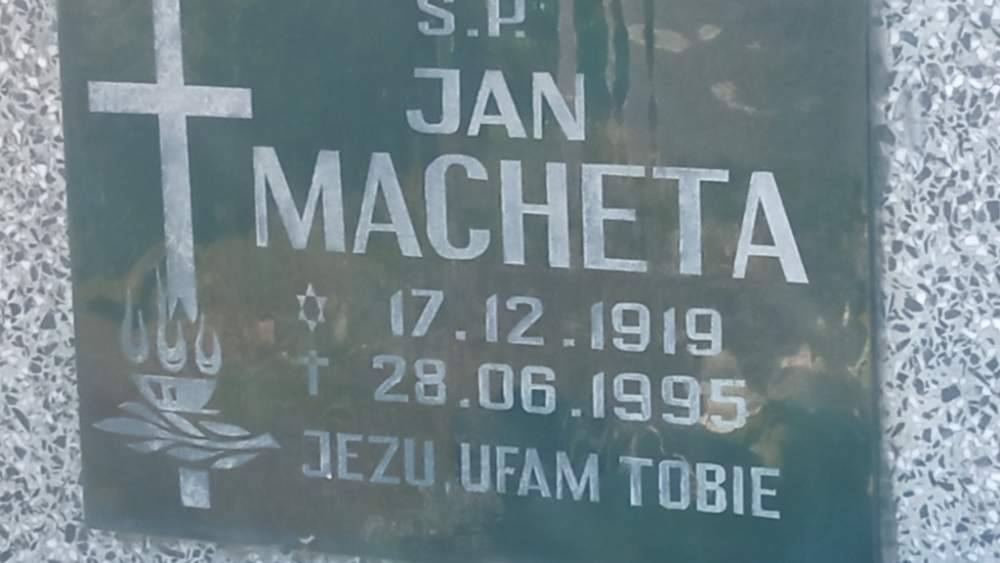 Ś.P.
JAN
MACHETA
✡ 17.12.1919
✝ 28.06.1995
JEZU UFAM TOBIE